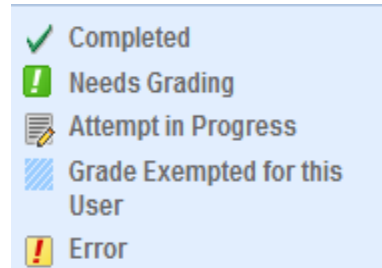 Completed
Needs Grading
Attempt in Progress
Grade Exempted for this
User
Error